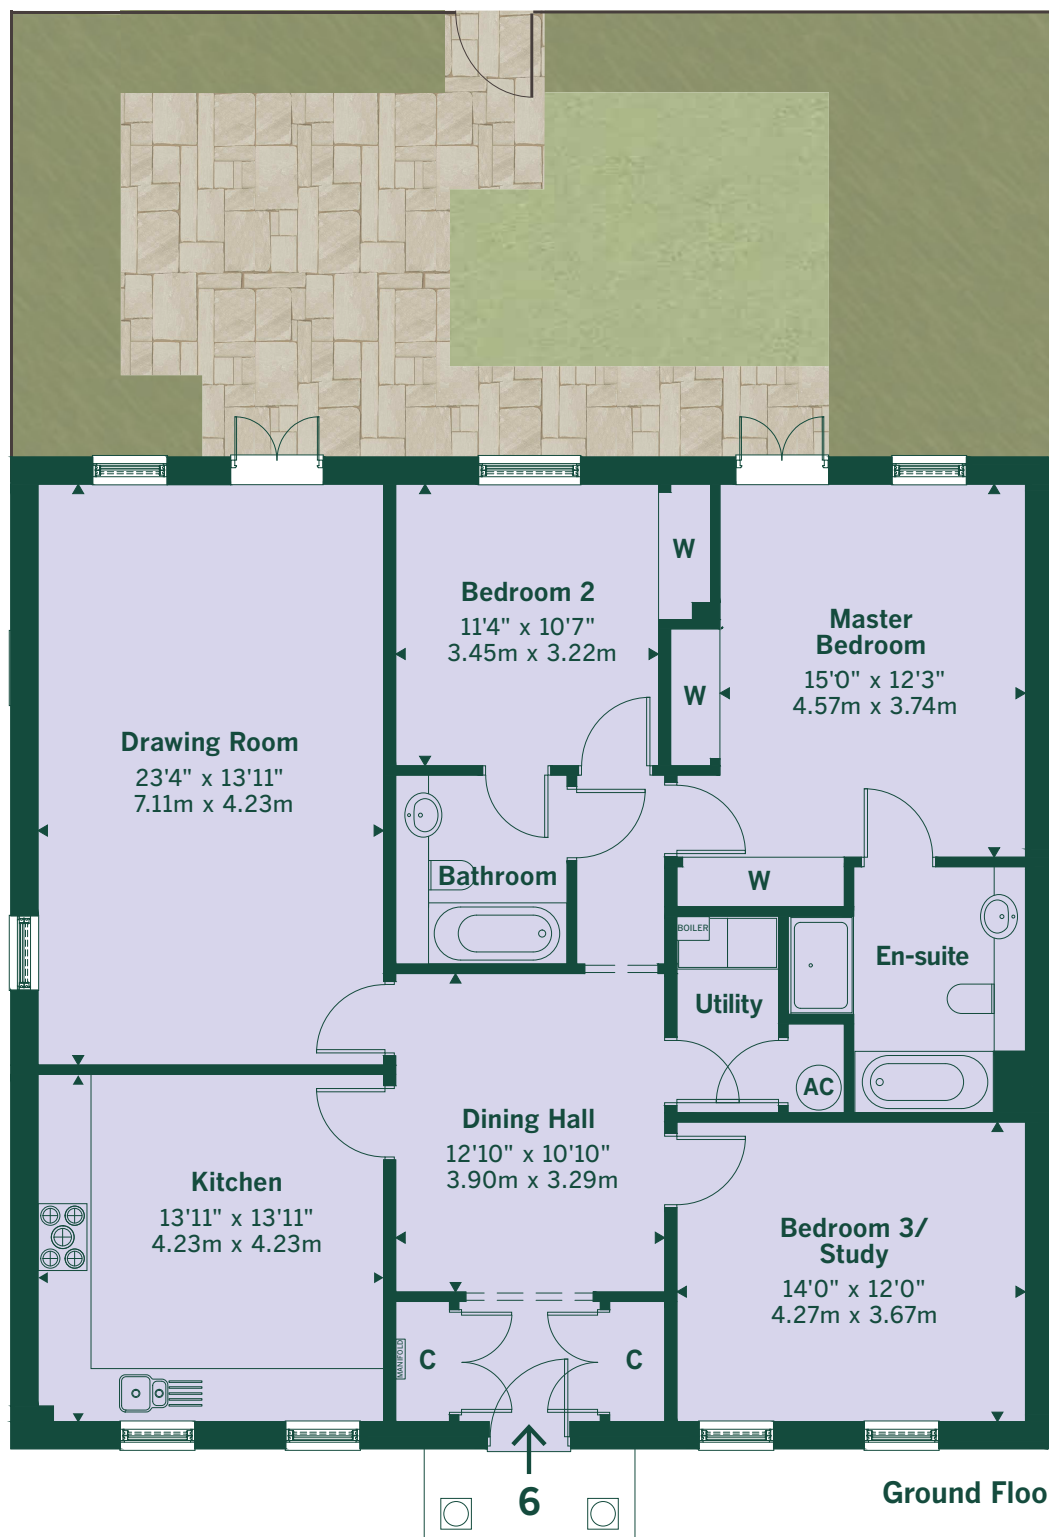 W
Bedroom 2
11'4" x 10'7"
3.45m x 3.22m
Master
Bedroom
15'0" x 12'3"
4.57m x 3.74m
W
Drawing Room
23'4" x 13'11"
7.11m x 4.23m
Bathroom
W
BOILER
En-suite
Utility
AC
Dining Hall
12'10" x 10'10"
3.90m x 3.29m
Kitchen
13'11" x 13'11"
4.23m x 4.23m
Bedroom 3/
Study
14'0" x 12'0"
4.27m x 3.67m
MANIFOLD
C
C
6
Ground Floo